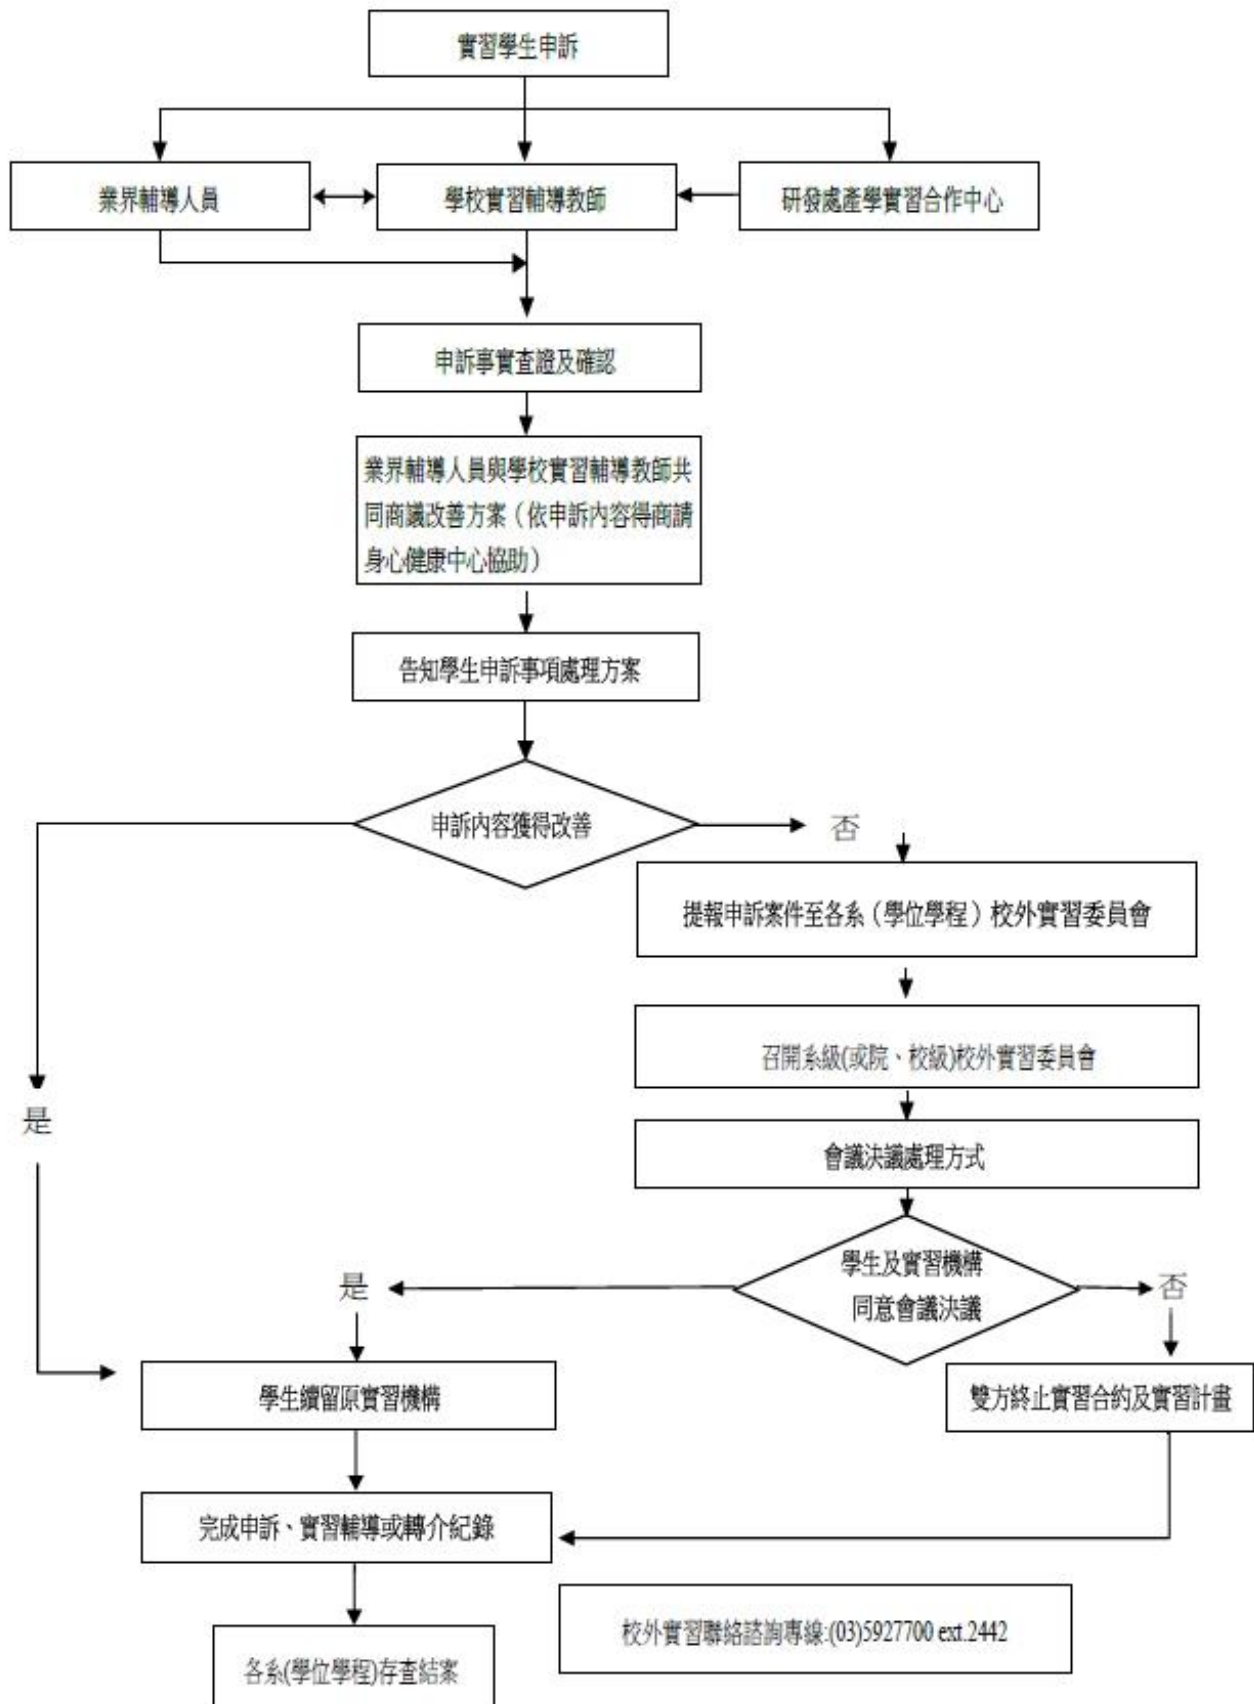 實習學生申訴
業界輔導人員
學校實習輔導教師
研發處產學實習合作中心
申訴事實查證及確認
業界輔導人員與學校實習輔導教師共
同商議改善方案（依申訴內容得商請
身心健康中心協助）
告知學生申訴事項處理方案
申訴內容獲得改善
否
提報申訴案件至各系（學位學程）校外實習委員會
召開系級(或院、校級)校外實習委員會
是
會議決議處理方式
學生及實習機構
同意會議決議
是
否
學生續留原實習機構
雙方終止實習合約及實習計畫
完成申訴、實習輔導或轉介紀錄
校外實習聯絡諮詢專線:(03)5927700 ext.2442
各系(學位學程)存查結案